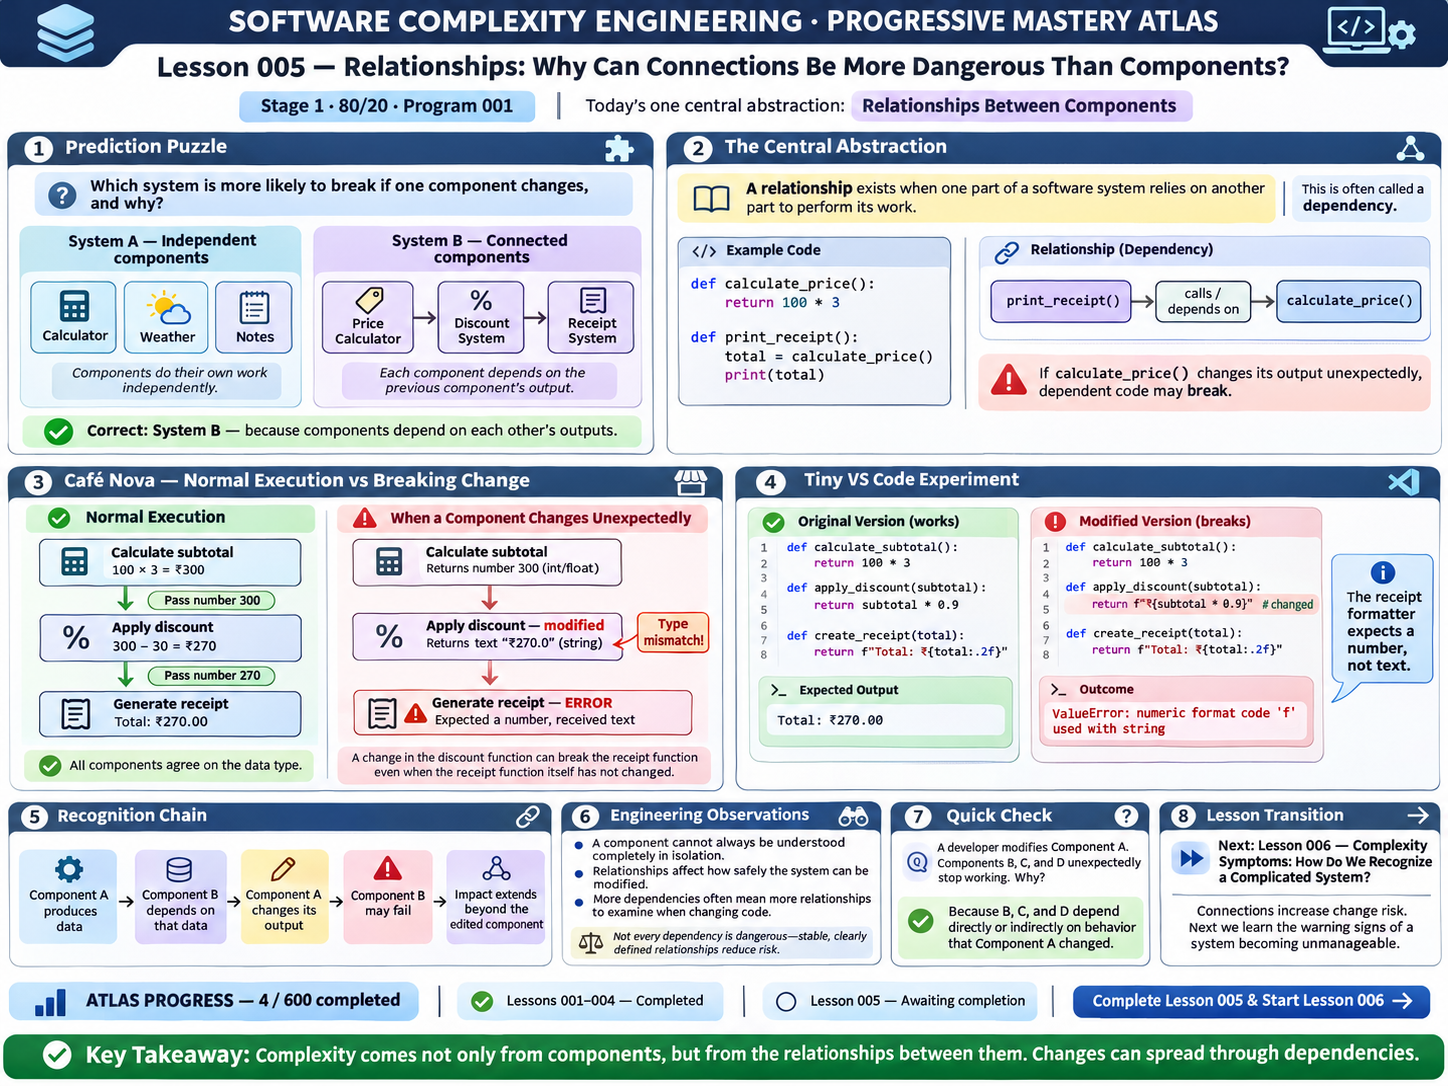 SOFTWARE COMPLEXITY ENGINEERING · PROGRESSIVE MASTERY ATLAS
</>
Lesson 005 — Relationships: Why Can Connections Be More Dangerous Than Components?
Stage 1 · 80/20 · Program 001
Today's one central abstraction: Relationships Between Components
1 Prediction Puzzle
? Which system is more likely to break if one component changes,
and why?
System A — Independent
components
Calculator
Weather
Notes
Components do their own work
independently.
System B — Connected
components
Price
Calculator
%
Discount
System
Receipt
System
Each component depends on the
previous component's output.
Correct: System B — because components depend on each other's outputs.
2 The Central Abstraction
A relationship exists when one part of a software system relies on another
part to perform its work.
This is often called a
dependency.
</> Example Code
def calculate_price():
return 100 * 3
def print_receipt():
total = calculate_price()
print(total)
Relationship (Dependency)
print_receipt()
calls /
depends on
calculate_price()
If calculate_price() changes its output unexpectedly,
dependent code may break.
3 Café Nova — Normal Execution vs Breaking Change
Normal Execution
Calculate subtotal
100 × 3 = ₹300
Pass number 300
%
Apply discount
300 – 30 = ₹270
Pass number 270
Generate receipt
Total: ₹270.00
All components agree on the data type.
When a Component Changes Unexpectedly
Calculate subtotal
Returns number 300 (int/float)
%
Apply discount — modified
Returns text “₹270.0” (string)
Type
mismatch!
Generate receipt — ERROR
Expected a number, received text
A change in the discount function can break the receipt function
even when the receipt function itself has not changed.
4 Tiny VS Code Experiment
Original Version (works)
1 def calculate_subtotal():
2 return 100 * 3
3
4 def apply_discount(subtotal):
5 return subtotal * 0.9
6
7 def create_receipt(total):
8 return f"Total: ₹{total:.2f}"
>_ Expected Output
Total: ₹270.00
Modified Version (breaks)
1 def calculate_subtotal():
2 return 100 * 3
3
4 def apply_discount(subtotal):
5 return f"₹{subtotal * 0.9}" # changed
6
7 def create_receipt(total):
8 return f"Total: ₹{total:.2f}"
>_ Outcome
ValueError: numeric format code 'f'
used with string
i
The receipt
formatter
expects a
number,
not text.
5 Recognition Chain
Component A
produces
data
Component B
depends on
that data
Component A
changes its
output
Component B
may fail
Impact extends
beyond the
edited component
6 Engineering Observations
• A component cannot always be understood
completely in isolation.
• Relationships affect how safely the system can be
modified.
• More dependencies often mean more relationships
to examine when changing code.
Not every dependency is dangerous—stable, clearly
defined relationships reduce risk.
7 Quick Check ?
Q
A developer modifies Component A.
Components B, C, and D unexpectedly
stop working. Why?
Because B, C, and D depend
directly or indirectly on behavior
that Component A changed.
8 Lesson Transition
Next: Lesson 006 — Complexity
Symptoms: How Do We Recognize
a Complicated System?
Connections increase change risk.
Next we learn the warning signs of a
system becoming unmanageable.
ATLAS PROGRESS — 4 / 600 completed
Lessons 001–004 — Completed
Lesson 005 — Awaiting completion
Complete Lesson 005 & Start Lesson 006
Key Takeaway: Complexity comes not only from components, but from the relationships between them. Changes can spread through dependencies.